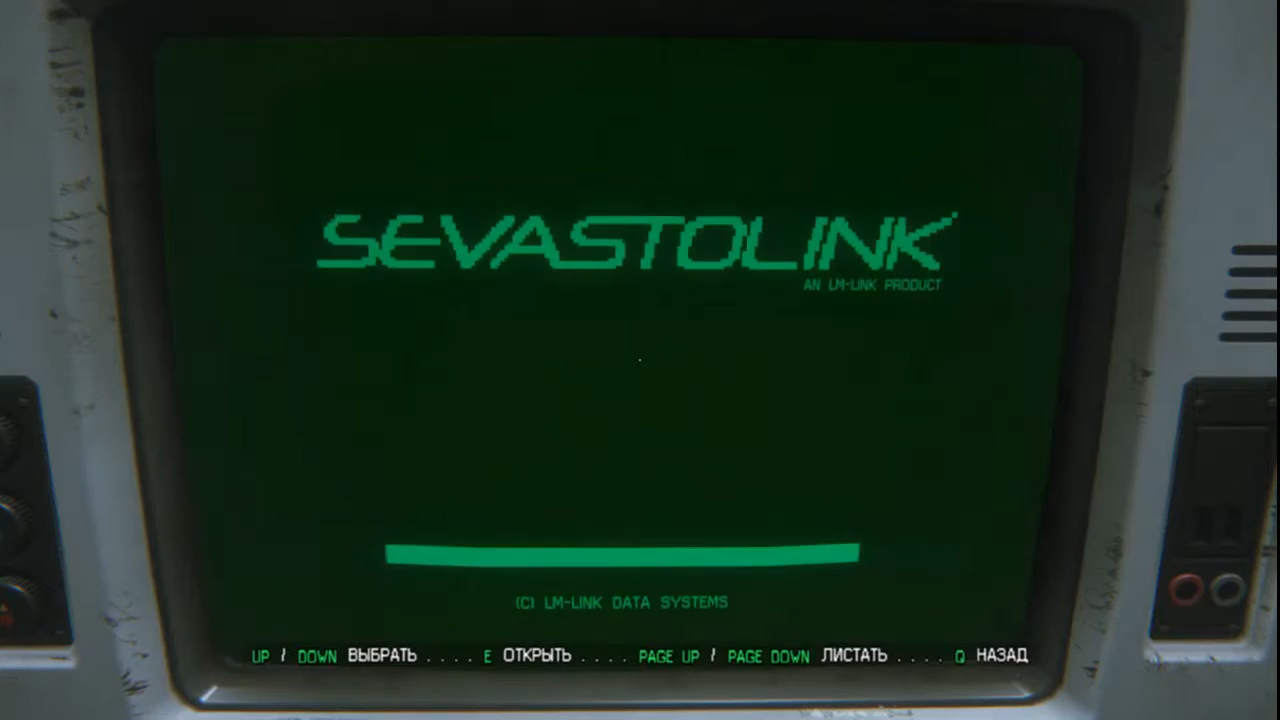 SEVASTOLINK
AN LM-LINK PRODUCT
(C) LM-LINK DATA SYSTEMS
UP / DOWN ВЫБРАТЬ .... E ОТКРЫТЬ .... PAGE UP / PAGE DOWN ЛИСТАТЬ .... Q НАЗАД